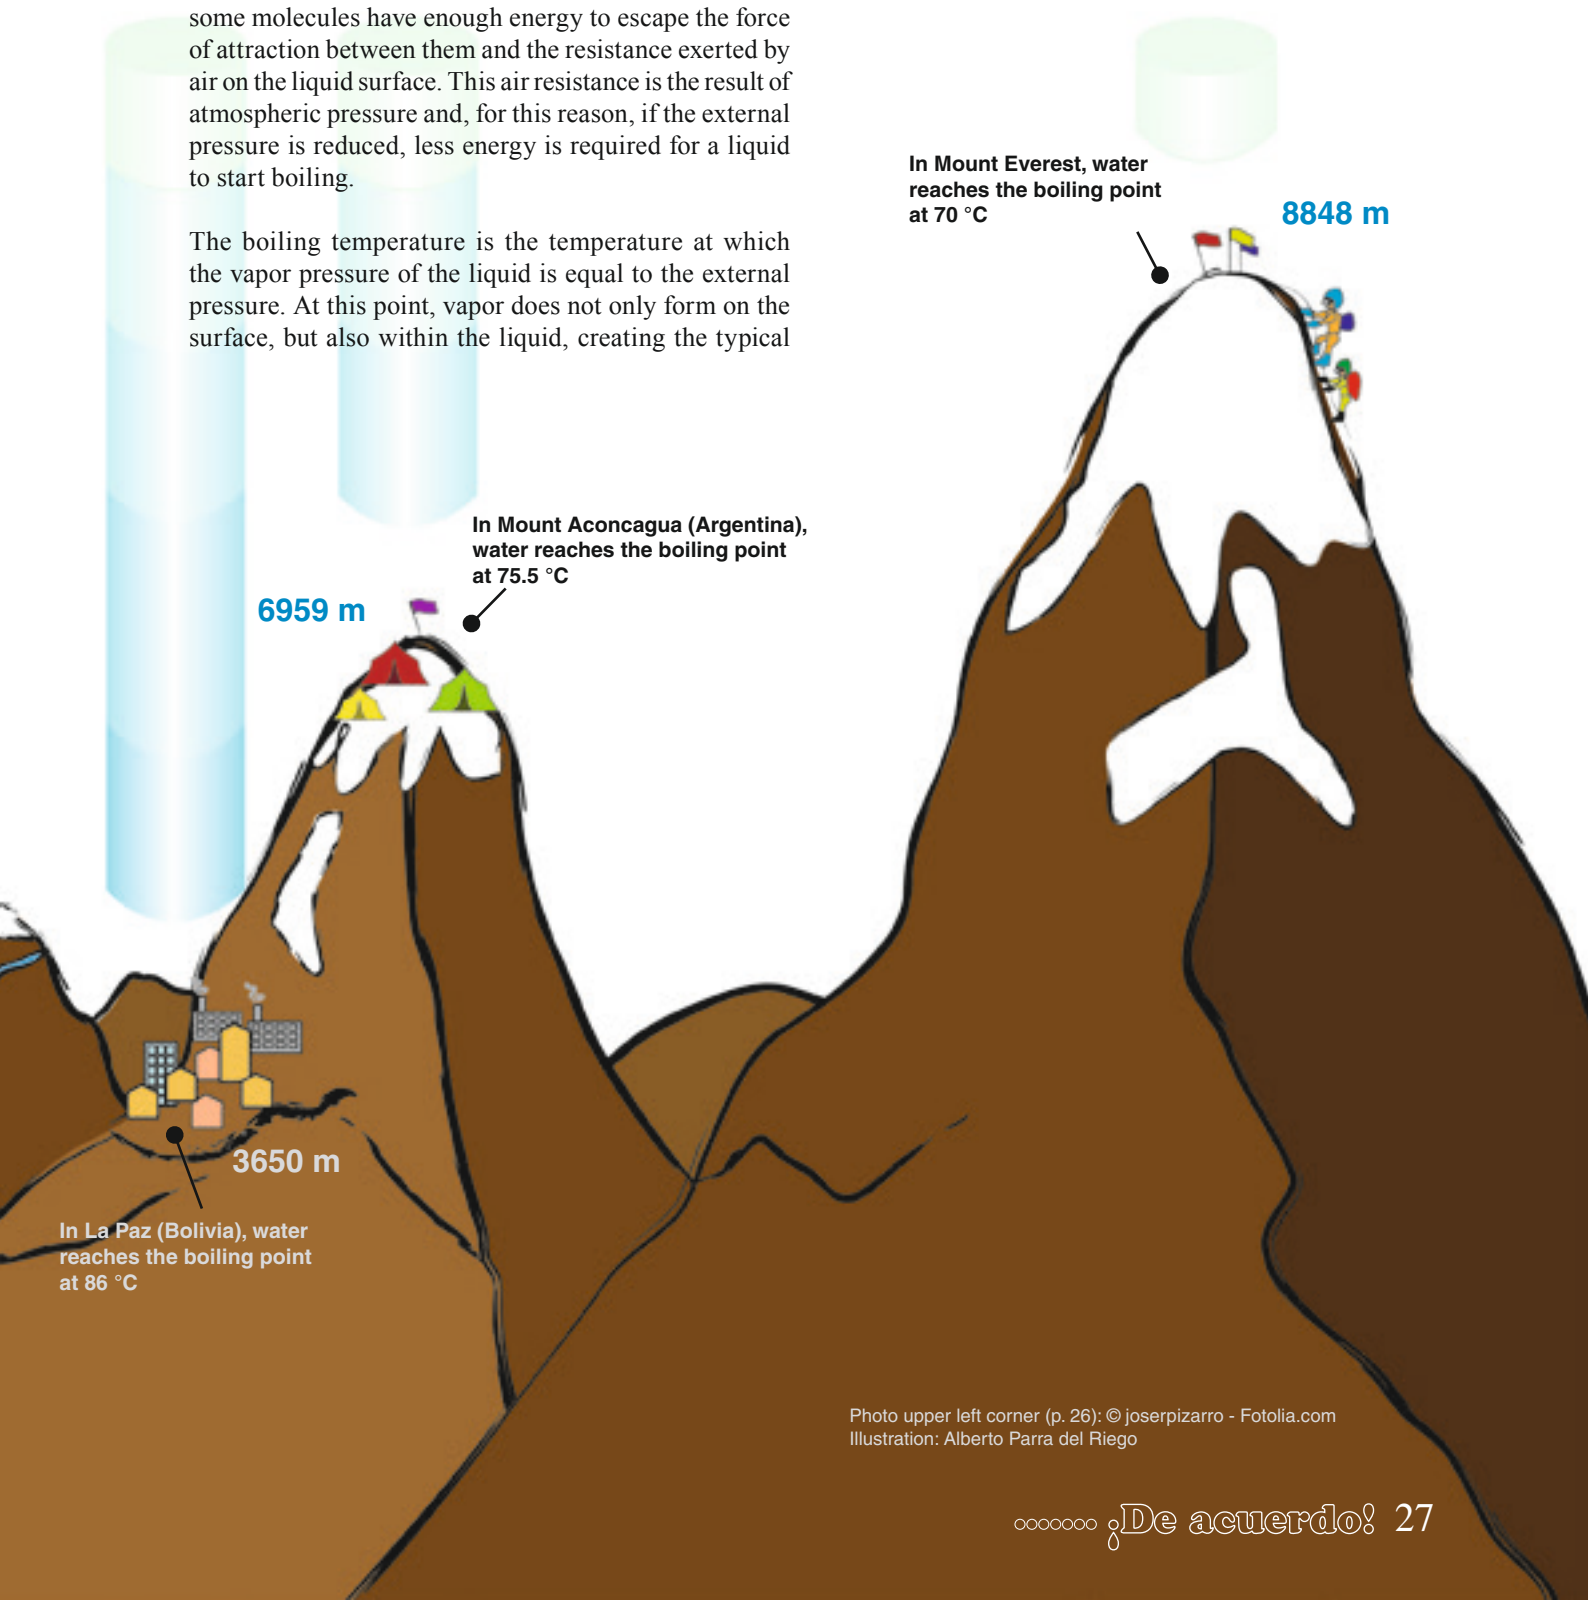 some molecules have enough energy to escape the force
of attraction between them and the resistance exerted by
air on the liquid surface. This air resistance is the result of
atmospheric pressure and, for this reason, if the external
pressure is reduced, less energy is required for a liquid
to start boiling.
The boiling temperature is the temperature at which
the vapor pressure of the liquid is equal to the external
pressure. At this point, vapor does not only form on the
surface, but also within the liquid, creating the typical
In Mount Everest, water
reaches the boiling point
at 70 °C
8848 m
In Mount Aconcagua (Argentina),
water reaches the boiling point
at 75.5 °C
6959 m
3650 m
In La Paz (Bolivia), water
reaches the boiling point
at 86 °C
Photo upper left corner (p. 26): © joserpizarro - Fotolia.com
Illustration: Alberto Parra del Riego
¡De acuerdo! 27